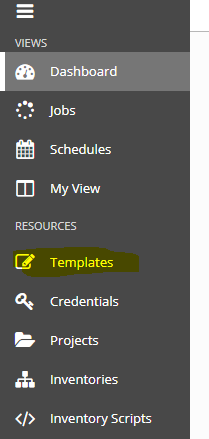 VIEWS
Dashboard
Jobs
Schedules
My View
RESOURCES
Templates
Credentials
Projects
Inventories
Inventory Scripts